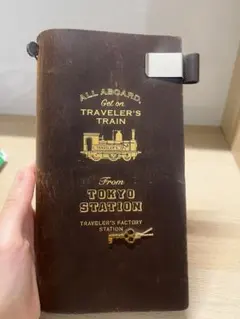 ALL ABOARD,
Get on
TRAVELER'S
TRAIN
From
TOKYO
STATION
TRAVELER'S FACTORY
STATION